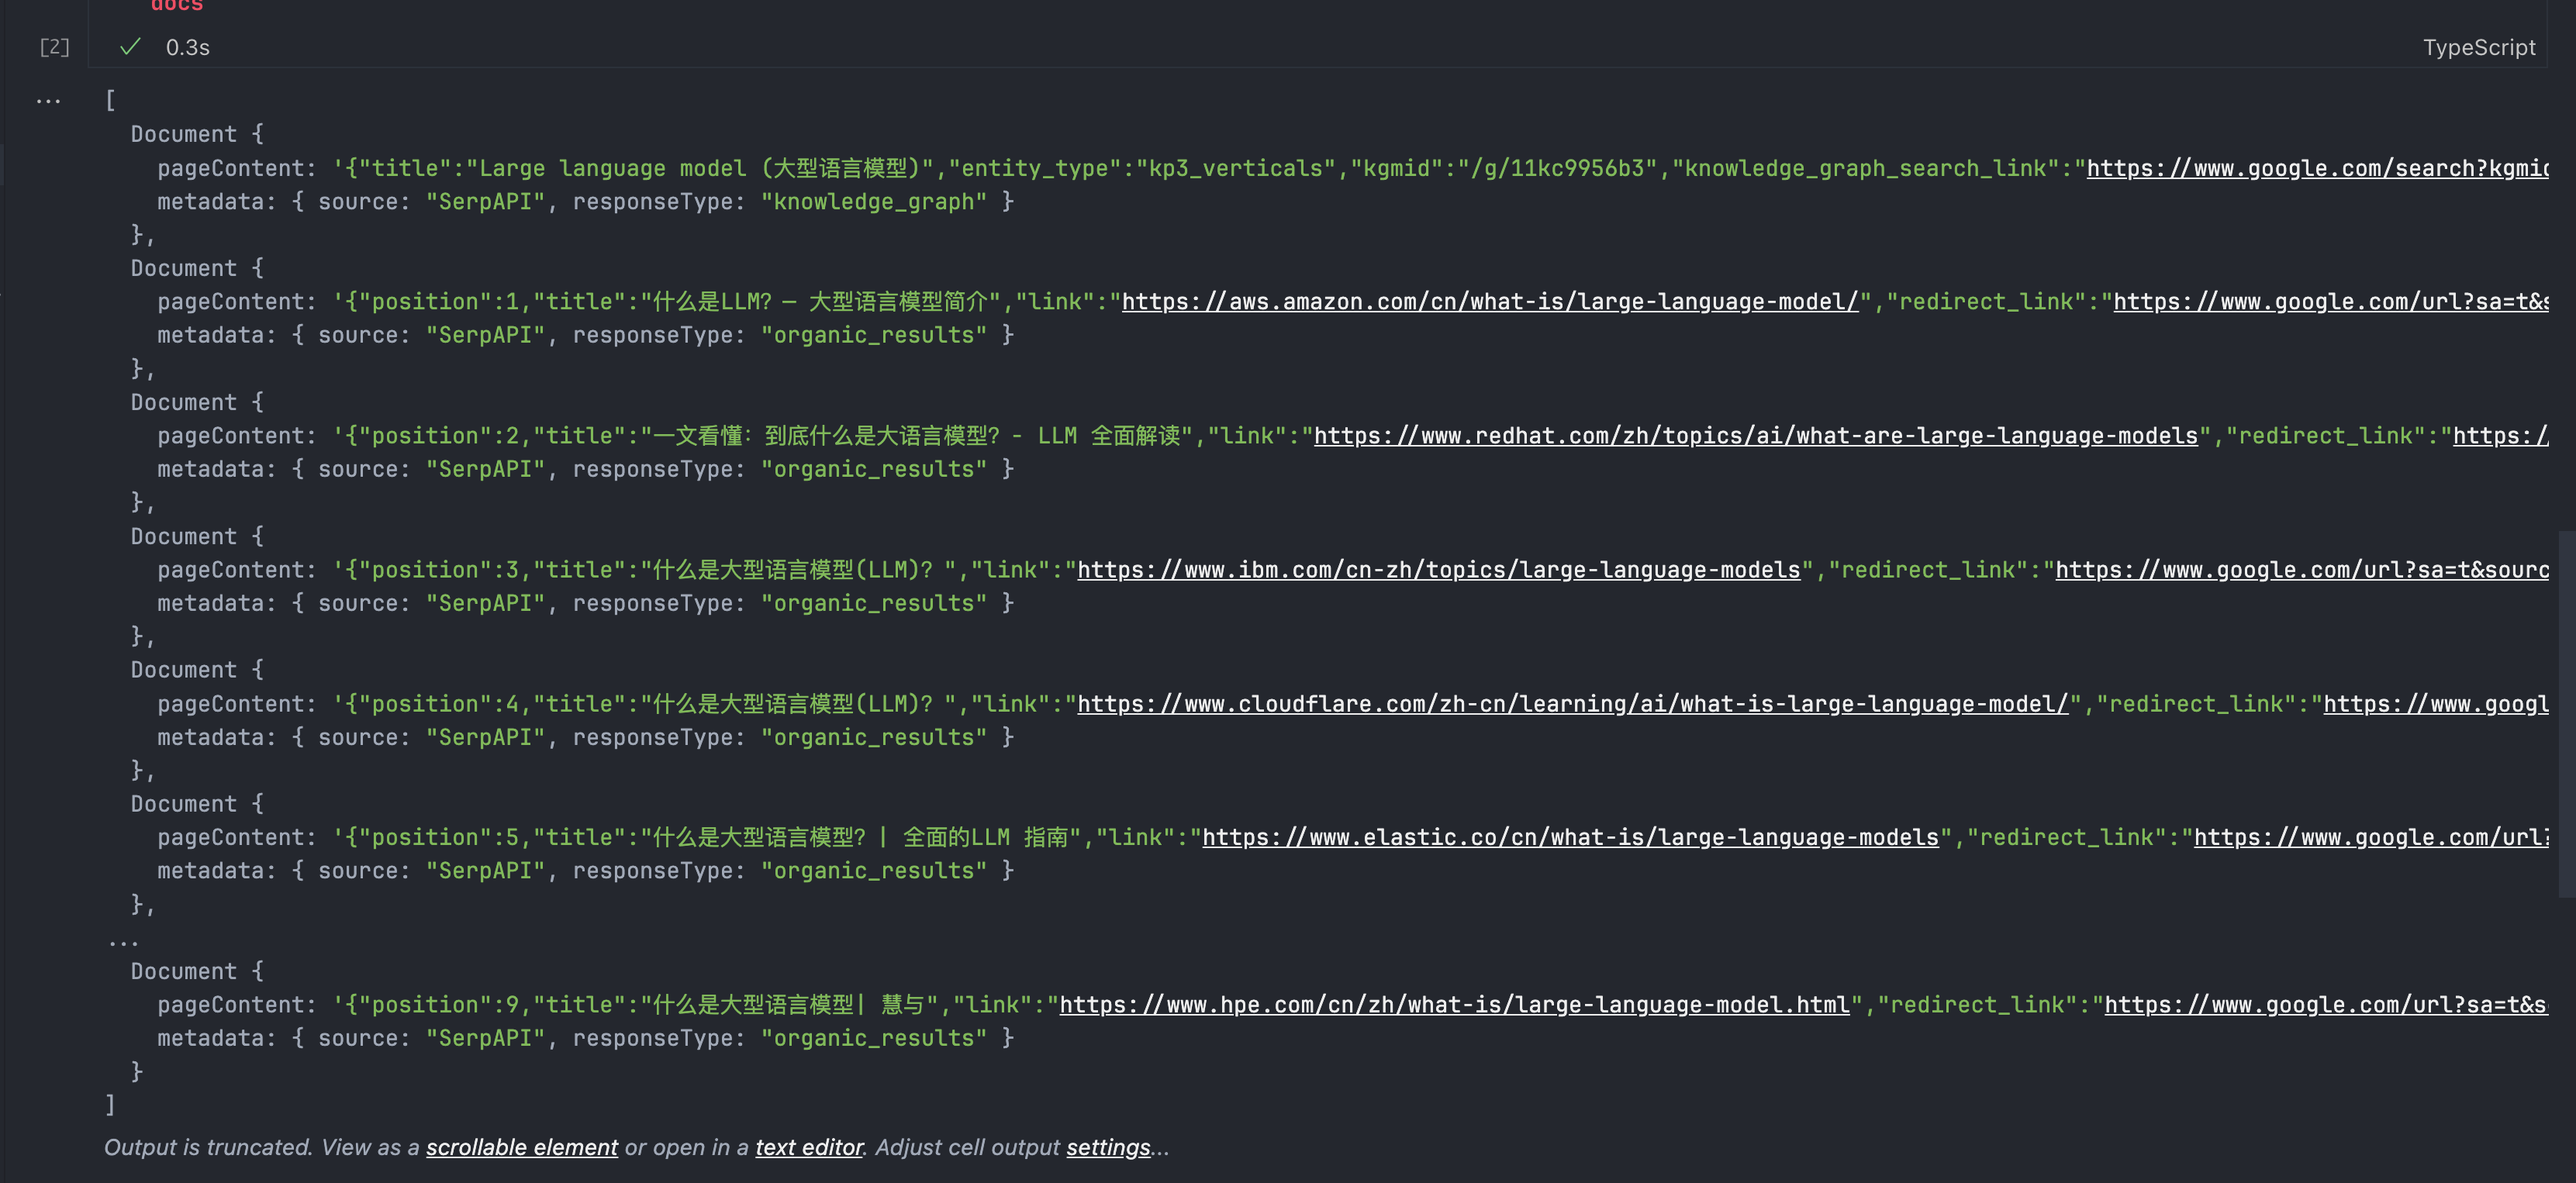 docs
[2] ✓ 0.3s TypeScript
... [
Document {
pageContent: '{"title":"Large language model (大型语言模型)","entity_type":"kp3_verticals","kgmid":"/g/11kc9956b3","knowledge_graph_search_link":"https://www.google.com/search?kgmid
metadata: { source: "SerpAPI", responseType: "knowledge_graph" }
},
Document {
pageContent: '{"position":1,"title":"什么是LLM？— 大型语言模型简介","link":"https://aws.amazon.com/cn/what-is/large-language-model/","redirect_link":"https://www.google.com/url?sa=t&s
metadata: { source: "SerpAPI", responseType: "organic_results" }
},
Document {
pageContent: '{"position":2,"title":"一文看懂：到底什么是大语言模型？- LLM 全面解读","link":"https://www.redhat.com/zh/topics/ai/what-are-large-language-models","redirect_link":"https:/
metadata: { source: "SerpAPI", responseType: "organic_results" }
},
Document {
pageContent: '{"position":3,"title":"什么是大型语言模型(LLM)？","link":"https://www.ibm.com/cn-zh/topics/large-language-models","redirect_link":"https://www.google.com/url?sa=t&sourc
metadata: { source: "SerpAPI", responseType: "organic_results" }
},
Document {
pageContent: '{"position":4,"title":"什么是大型语言模型(LLM)？","link":"https://www.cloudflare.com/zh-cn/learning/ai/what-is-large-language-model/","redirect_link":"https://www.googl
metadata: { source: "SerpAPI", responseType: "organic_results" }
},
Document {
pageContent: '{"position":5,"title":"什么是大型语言模型？| 全面的LLM 指南","link":"https://www.elastic.co/cn/what-is/large-language-models","redirect_link":"https://www.google.com/url?
metadata: { source: "SerpAPI", responseType: "organic_results" }
},
...
Document {
pageContent: '{"position":9,"title":"什么是大型语言模型| 慧与","link":"https://www.hpe.com/cn/zh/what-is/large-language-model.html","redirect_link":"https://www.google.com/url?sa=t&s
metadata: { source: "SerpAPI", responseType: "organic_results" }
}
]
Output is truncated. View as a scrollable element or open in a text editor. Adjust cell output settings...